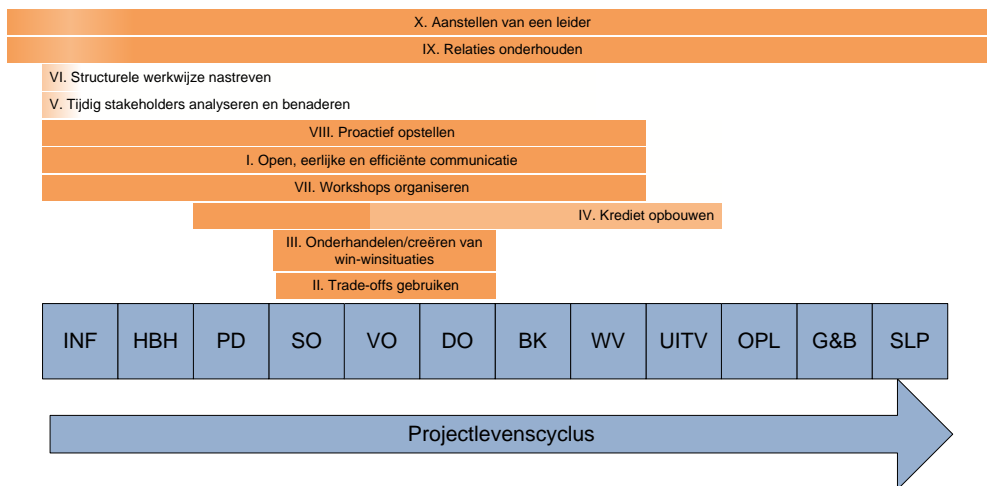 X. Aanstellen van een leider
IX. Relaties onderhouden
VI. Structurele werkwijze nastreven
V. Tijdig stakeholders analyseren en benaderen
VIII. Proactief opstellen
I. Open, eerlijke en efficiënte communicatie
VII. Workshops organiseren
IV. Krediet opbouwen
III. Onderhandelen/creëren van
win-winsituaties
II. Trade-offs gebruiken
INF HBH PD SO VO DO BK WV UITV OPL G&B SLP
Projectlevenscyclus